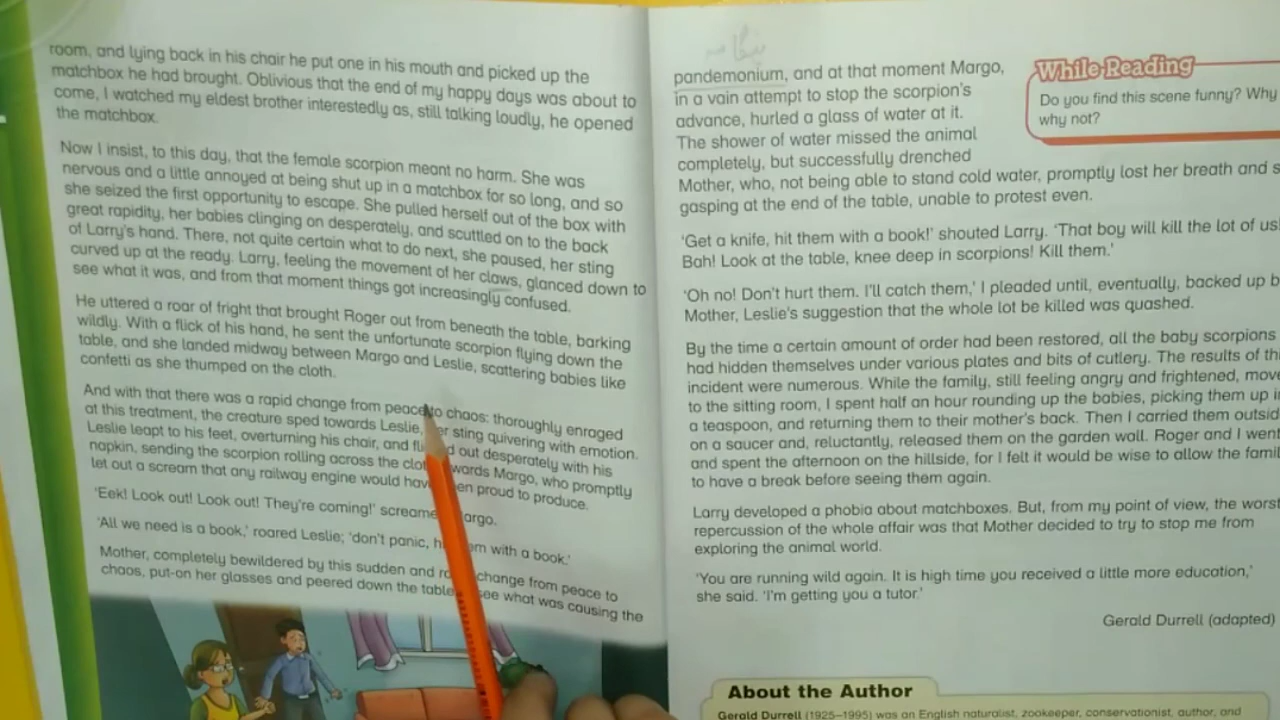 room, and lying back in his chair he put one in his mouth and picked up the
matchbox he had brought. Oblivious that the end of my happy days was about to
come, I watched my eldest brother interestedly as, still talking loudly, he opened
the matchbox.
Now I insist, to this day, that the female scorpion meant no harm. She was
nervous and a little annoyed at being shut up in a matchbox for so long, and so
she seized the first opportunity to escape. She pulled herself out of the box with
great rapidity, her babies clinging on desperately, and scuttled on to the back
of Larry's hand. There, not quite certain what to do next, she paused, her sting
curved up at the ready. Larry, feeling the movement of her claws, glanced down to
see what it was, and from that moment things got increasingly confused.
He uttered a roar of fright that brought Roger out from beneath the table, barking
wildly. With a flick of his hand, he sent the unfortunate scorpion flying down the
table, and she landed midway between Margo and Leslie, scattering babies like
confetti as she thumped on the cloth.
And with that there was a rapid change from peace to chaos: thoroughly enraged
at this treatment, the creature sped towards Leslie, her sting quivering with emotion.
Leslie leapt to his feet, overturning his chair, and out desperately with his
napkin, sending the scorpion rolling across the Margo, who promptly
let out a scream that any railway engine would proud to produce.
'Eek! Look out! Look out! They're coming!'
'All we need is a book,' roared Leslie; 'don't panic, with a book.'
Mother, completely bewildered by this sudden and change from peace to
chaos, put-on her glasses and peered down the table see what was causing the
ہنگامہ
pandemonium, and at that moment Margo,
in a vain attempt to stop the scorpion's
advance, hurled a glass of water at it.
The shower of water missed the animal
completely, but successfully drenched
Mother, who, not being able to stand cold water, promptly lost her breath and
gasping at the end of the table, unable to protest even.
While Reading
Do you find this scene funny? Why
why not?
'Get a knife, hit them with a book!' shouted Larry. 'That boy will kill the lot of us
Bah! Look at the table, knee deep in scorpions! Kill them.'
'Oh no! Don't hurt them. I'll catch them,' I pleaded until, eventually, backed up
Mother, Leslie's suggestion that the whole lot be killed was quashed.
By the time a certain amount of order had been restored, all the baby scorpions
had hidden themselves under various plates and bits of cutlery. The results of
incident were numerous. While the family, still feeling angry and frightened,
to the sitting room, I spent half an hour rounding up the babies, picking them up
a teaspoon, and returning them to their mother's back. Then I carried them
on a saucer and, reluctantly, released them on the garden wall. Roger and I went
and spent the afternoon on the hillside, for I felt it would be wise to allow the
to have a break before seeing them again.
Larry developed a phobia about matchboxes. But, from my point of view, the worst
repercussion of the whole affair was that Mother decided to try to stop me from
exploring the animal world.
'You are running wild again. It is high time you received a little more education,'
she said. 'I'm getting you a tutor.'
Gerald Durrell (adapted)
About the Author
Gerald Durrell (1925–1995) was an English naturalist, zookeeper, conservationist, author, and